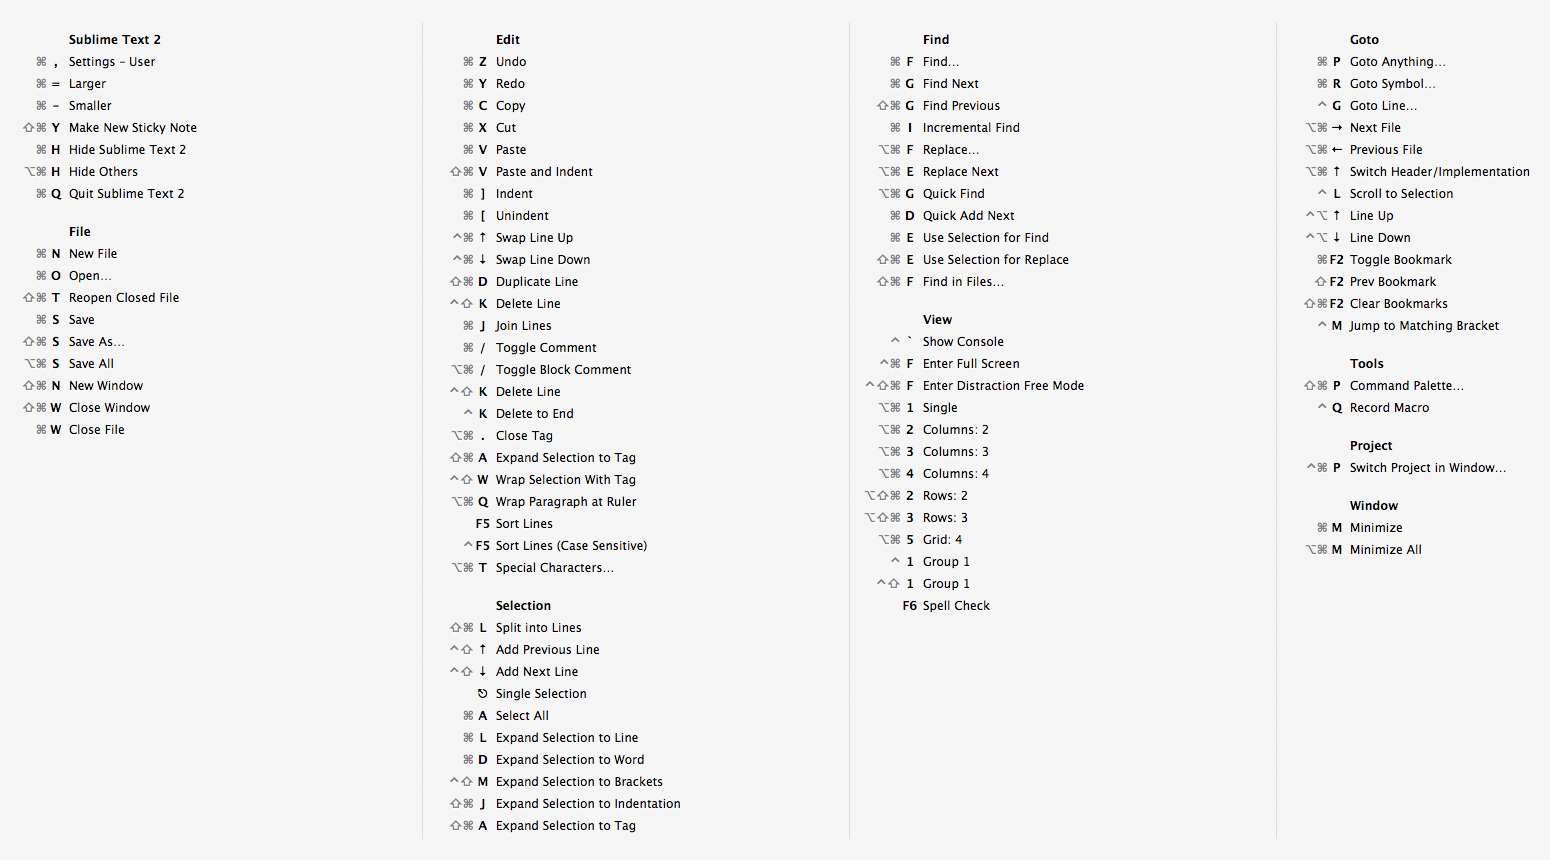 Sublime Text 2
⌘ , Settings – User
⌘ = Larger
⌘ – Smaller
⇧⌘ Y Make New Sticky Note
⌘ H Hide Sublime Text 2
⌥⌘ H Hide Others
⌘ Q Quit Sublime Text 2
File
⌘ N New File
⌘ O Open...
⇧⌘ T Reopen Closed File
⌘ S Save
⇧⌘ S Save As...
⌥⌘ S Save All
⇧⌘ N New Window
⇧⌘ W Close Window
⌘ W Close File
Edit
⌘ Z Undo
⌘ Y Redo
⌘ C Copy
⌘ X Cut
⌘ V Paste
⇧⌘ V Paste and Indent
⌘ ] Indent
⌘ [ Unindent
^⌘ ↑ Swap Line Up
^⌘ ↓ Swap Line Down
⇧⌘ D Duplicate Line
^⇧ K Delete Line
⌘ J Join Lines
⌘ / Toggle Comment
⌥⌘ / Toggle Block Comment
^⇧ K Delete Line
^ K Delete to End
⌥⌘ . Close Tag
⇧⌘ A Expand Selection to Tag
^⇧ W Wrap Selection With Tag
⌥⌘ Q Wrap Paragraph at Ruler
F5 Sort Lines
^ F5 Sort Lines (Case Sensitive)
⌥⌘ T Special Characters...
Selection
⇧⌘ L Split into Lines
^⇧ ↑ Add Previous Line
^⇧ ↓ Add Next Line
⎋ Single Selection
⌘ A Select All
⌘ L Expand Selection to Line
⌘ D Expand Selection to Word
^⇧ M Expand Selection to Brackets
⇧⌘ J Expand Selection to Indentation
⇧⌘ A Expand Selection to Tag
Find
⌘ F Find...
⌘ G Find Next
⇧⌘ G Find Previous
⌘ I Incremental Find
⌥⌘ F Replace...
⌥⌘ E Replace Next
⌥⌘ G Quick Find
⌘ D Quick Add Next
⌘ E Use Selection for Find
⇧⌘ E Use Selection for Replace
⇧⌘ F Find in Files...
View
^ ` Show Console
^⌘ F Enter Full Screen
^⇧⌘ F Enter Distraction Free Mode
⌥⌘ 1 Single
⌥⌘ 2 Columns: 2
⌥⌘ 3 Columns: 3
⌥⌘ 4 Columns: 4
⌥⇧⌘ 2 Rows: 2
⌥⇧⌘ 3 Rows: 3
⌥⌘ 5 Grid: 4
^ 1 Group 1
^⇧ 1 Group 1
F6 Spell Check
Goto
⌘ P Goto Anything...
⌘ R Goto Symbol...
^ G Goto Line...
⌥⌘ → Next File
⌥⌘ ← Previous File
⌥⌘ ↑ Switch Header/Implementation
^ L Scroll to Selection
^⌥ ↑ Line Up
^⌥ ↓ Line Down
⌘ F2 Toggle Bookmark
⇧ F2 Prev Bookmark
⇧⌘ F2 Clear Bookmarks
^ M Jump to Matching Bracket
Tools
⇧⌘ P Command Palette...
^ Q Record Macro
Project
^⌘ P Switch Project in Window...
Window
⌘ M Minimize
⌥⌘ M Minimize All